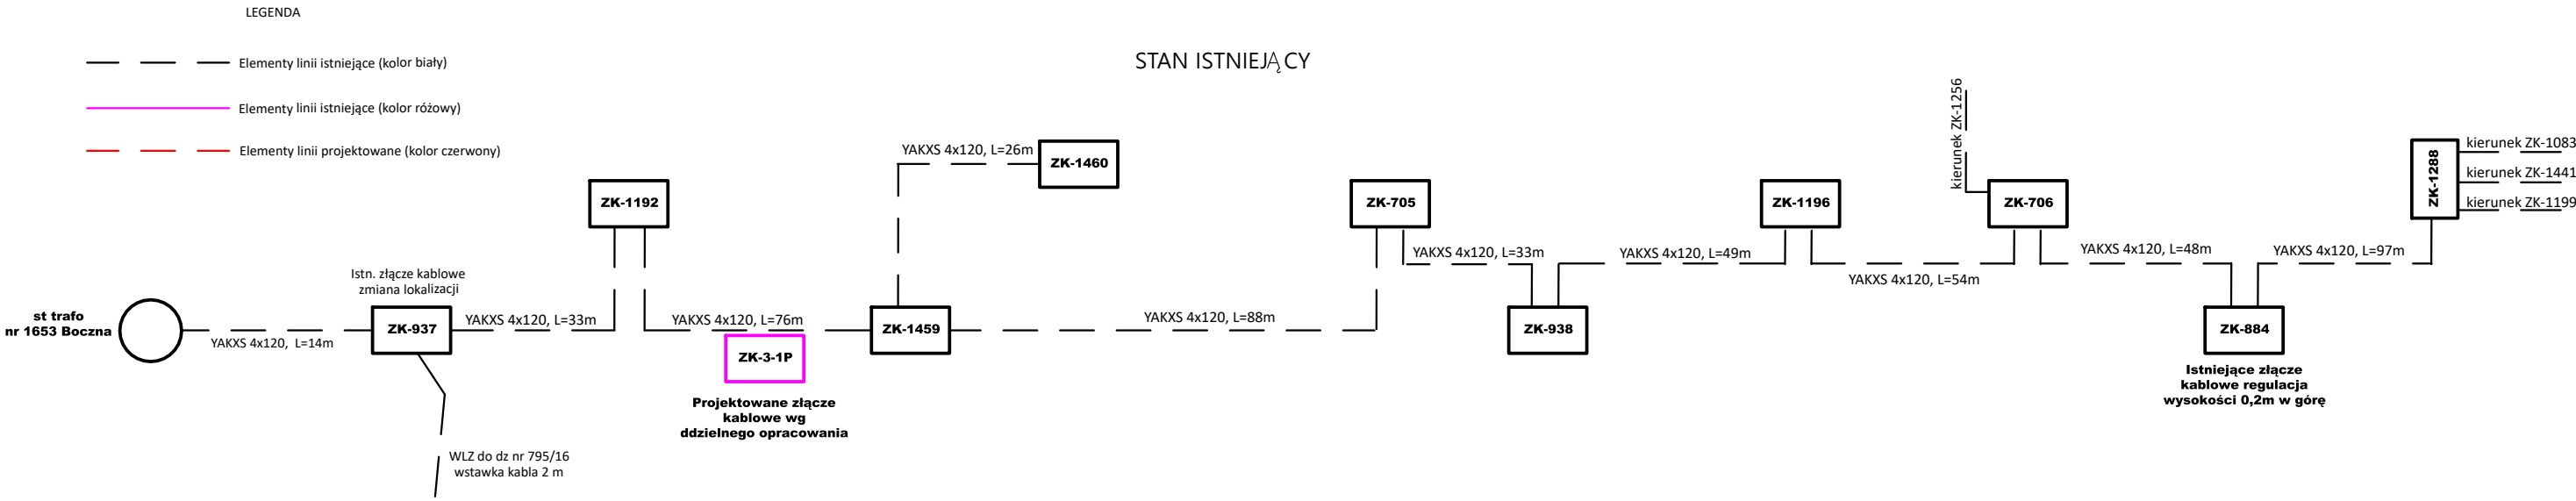 LEGENDA
Elementy linii istniejące (kolor biały)
Elementy linii istniejące (kolor różowy)
Elementy linii projektowane (kolor czerwony)
STAN ISTNIEJĄCY
st trafo
nr 1653 Boczna
YAKXS 4x120, L=14m
Istn. złącze kablowe
zmiana lokalizacji
ZK-937
WLZ do dz nr 795/16
wstawka kabla 2 m
YAKXS 4x120, L=33m
ZK-1192
YAKXS 4x120, L=76m
ZK-3-1P
Projektowane złącze
kablowe wg
ddzielnego opracowania
ZK-1459
YAKXS 4x120, L=26m
ZK-1460
YAKXS 4x120, L=88m
ZK-705
YAKXS 4x120, L=33m
ZK-938
YAKXS 4x120, L=49m
ZK-1196
YAKXS 4x120, L=54m
kierunek ZK-1256
ZK-706
YAKXS 4x120, L=48m
ZK-884
Istniejące złącze
kablowe regulacja
wysokości 0,2m w górę
YAKXS 4x120, L=97m
ZK-1288
kierunek ZK-1083
kierunek ZK-1441
kierunek ZK-1199